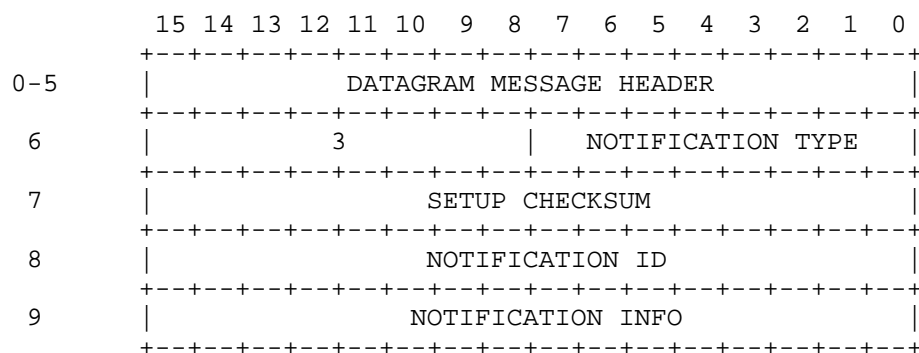 15 14 13 12 11 10  9  8  7  6  5  4  3  2  1  0
        +--+--+--+--+--+--+--+--+--+--+--+--+--+--+--+--+
0-5     |            DATAGRAM MESSAGE HEADER            |
        +--+--+--+--+--+--+--+--+--+--+--+--+--+--+--+--+
 6      |           3           |   NOTIFICATION TYPE   |
        +--+--+--+--+--+--+--+--+--+--+--+--+--+--+--+--+
 7      |                 SETUP CHECKSUM                |
        +--+--+--+--+--+--+--+--+--+--+--+--+--+--+--+--+
 8      |                 NOTIFICATION ID               |
        +--+--+--+--+--+--+--+--+--+--+--+--+--+--+--+--+
 9      |                NOTIFICATION INFO              |
        +--+--+--+--+--+--+--+--+--+--+--+--+--+--+--+--+